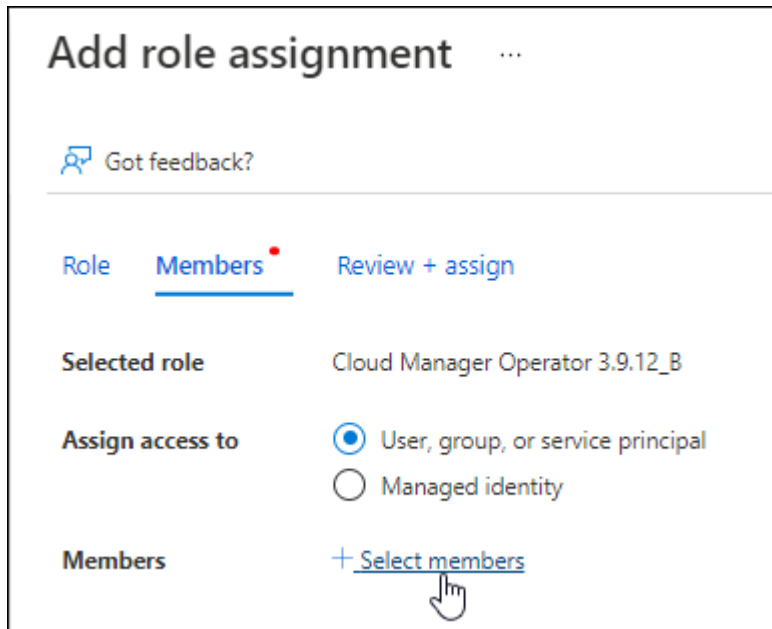 Add role assignment ...
Got feedback?
Role Members Review + assign
Selected role Cloud Manager Operator 3.9.12_B
Assign access to User, group, or service principal
Managed identity
Members + Select members